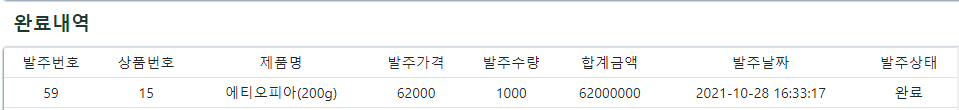 완료내역
발주번호 상품번호 제품명 발주가격 발주수량 합계금액 발주날짜 발주상태
59 15 에티오피아(200g) 62000 1000 62000000 2021-10-28 16:33:17 완료